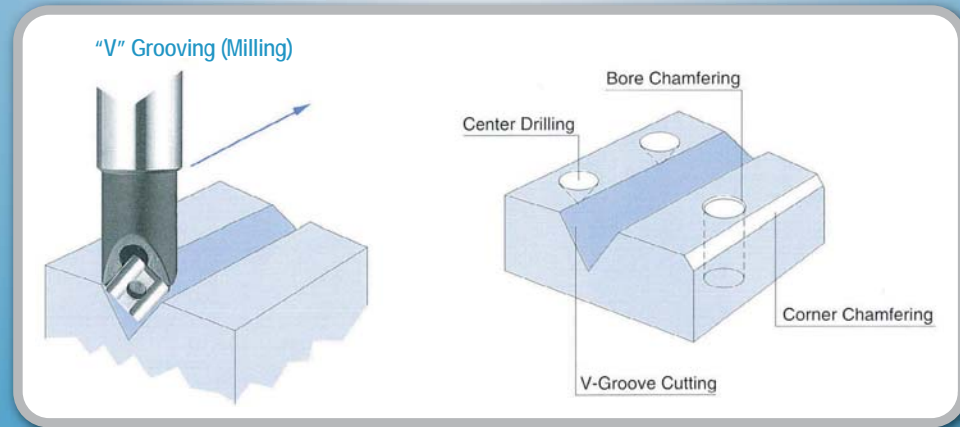 "V" Grooving (Milling)
Bore Chamfering
Center Drilling
Corner Chamfering
V-Groove Cutting